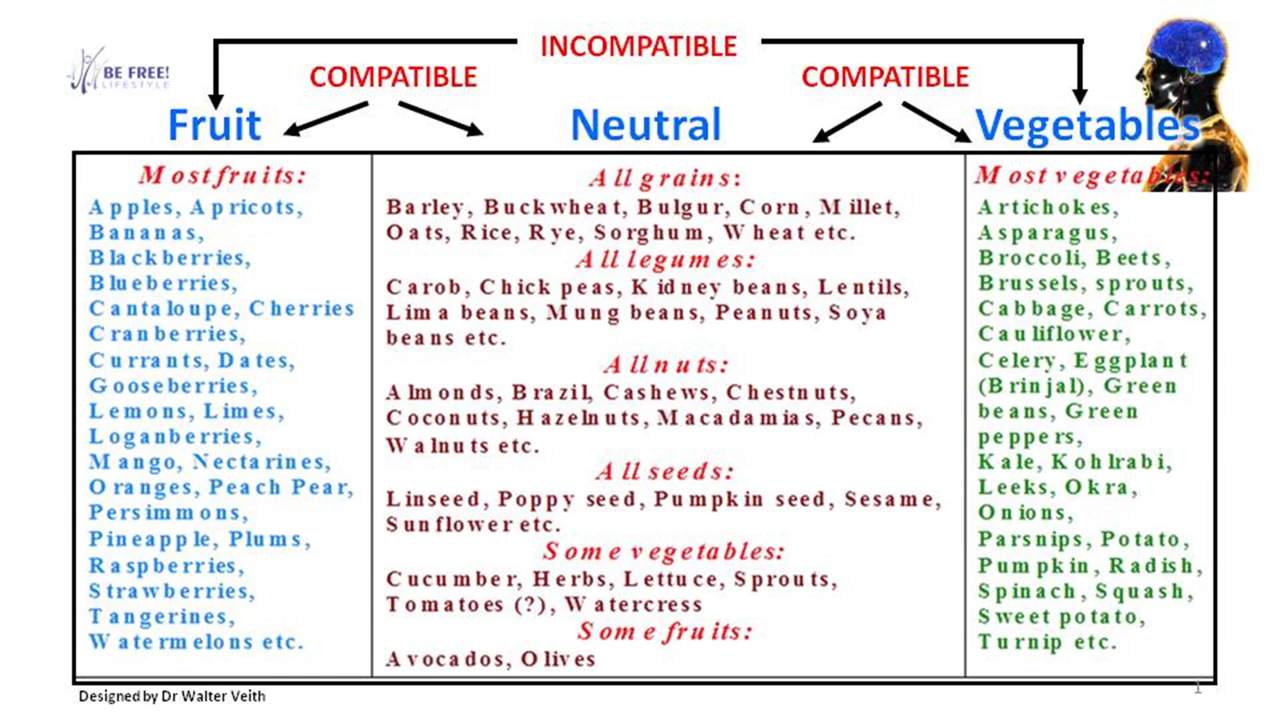 INCOMPATIBLE
BE FREE!
LIFESTYLE
COMPATIBLE
COMPATIBLE
Fruit
Neutral
Vegetables
Most fruits:
Apples, Apricots,
Bananas,
Blackberries,
Blueberries,
Cantaloupe, Cherries
Cranberries,
Currants, Dates,
Gooseberries,
Lemons, Limes,
Loganberries,
Mango, Nectarines,
Oranges, Peach Pear,
Persimmons,
Pineapple, Plums,
Raspberries,
Strawberries,
Tangerines,
Watermelons etc.
All grains:
Barley, Buckwheat, Bulgur, Corn, Millet,
Oats, Rice, Rye, Sorghum, Wheat etc.
All legumes:
Carob, Chick peas, Kidney beans, Lentils,
Lima beans, Mung beans, Peanuts, Soya
beans etc.
All nuts:
Almonds, Brazil, Cashews, Chestnuts,
Coconuts, Hazelnuts, Macadamias, Pecans,
Walnuts etc.
All seeds:
Linseed, Poppy seed, Pumpkin seed, Sesame,
Sunflower etc.
Some vegetables:
Cucumber, Herbs, Lettuce, Sprouts,
Tomatoes (?), Watercress
Some fruits:
Avocados, Olives
Most vegetables:
Artichokes,
Asparagus,
Broccoli, Beets,
Brussels, sprouts,
Cabbage, Carrots,
Cauliflower,
Celery, Eggplant
(Brinjal), Green
beans, Green
peppers,
Kale, Kohlrabi,
Leeks, Okra,
Onions,
Parsnips, Potato,
Pumpkin, Radish,
Spinach, Squash,
Sweet potato,
Turnip etc.
Designed by Dr Walter Veith
1